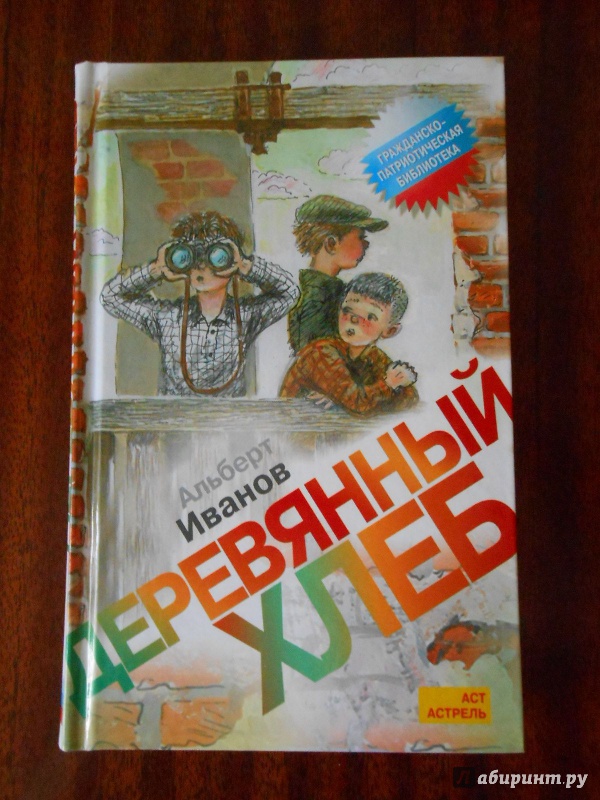 ГРАЖДАНСКО-
ПАТРИОТИЧЕСКАЯ
БИБЛИОТЕКА
Альберт
Иванов
ДЕРЕВЯННЫЙ
ХЛЕБ
АСТ
АСТРЕЛЬ
Лабиринт.ру